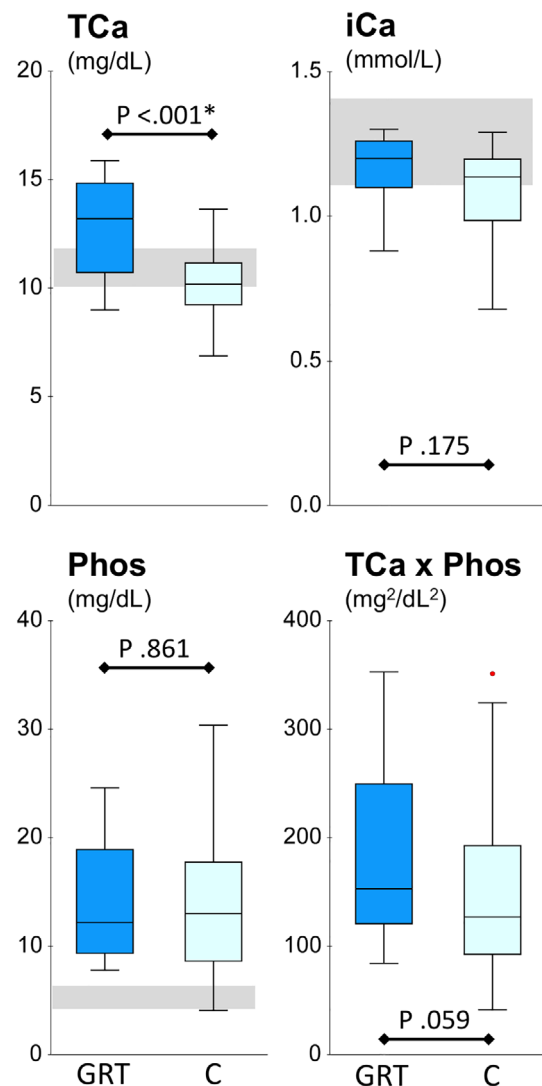 TCa
(mg/dL)
20
15
10
5
0
P <.001*
iCa
(mmol/L)
1.5
1.0
0.5
0.0
P .175
Phos
(mg/dL)
40
30
20
10
0
P .861
GRT C
TCa x Phos
(mg²/dL²)
400
300
200
100
0
P .059
GRT C